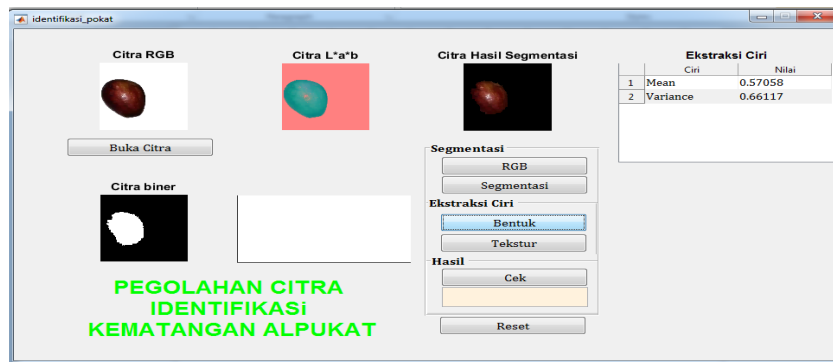 identifikasi_pokat
Citra RGB
Citra L*a*b
Citra Hasil Segmentasi
Ekstraksi Ciri
Ciri Nilai
1 Mean 0.57058
2 Variance 0.66117
Buka Citra
Segmentasi
RGB
Segmentasi
Citra biner
Ekstraksi Ciri
Bentuk
Tekstur
Hasil
Cek
PEGOLAHAN CITRA
IDENTIFIKASi
KEMATANGAN ALPUKAT
Reset